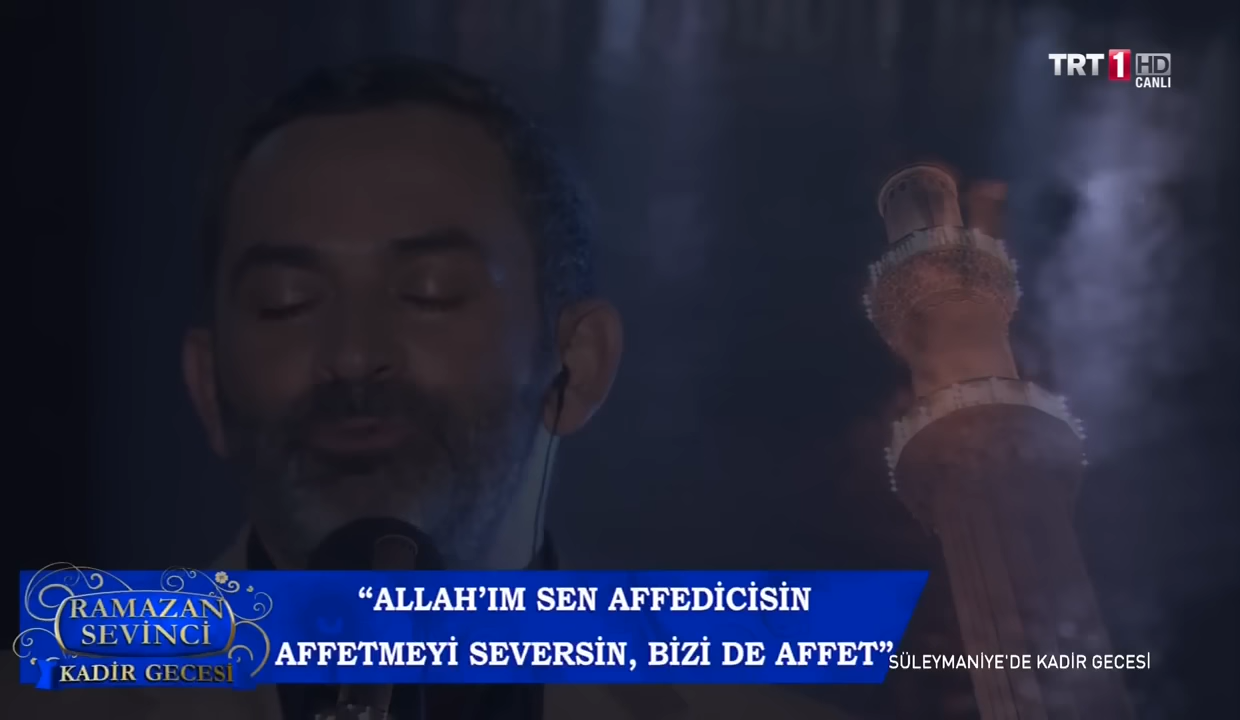 TRT 1 HD
CANLI
"ALLAH'IM SEN AFFEDİCİSİN
AFFETMEYİ SEVERSİN, BİZİ DE AFFET"
RAMAZAN
SEVİNCİ
KADİR GECESİ
SÜLEYMANİYE'DE KADİR GECESİ